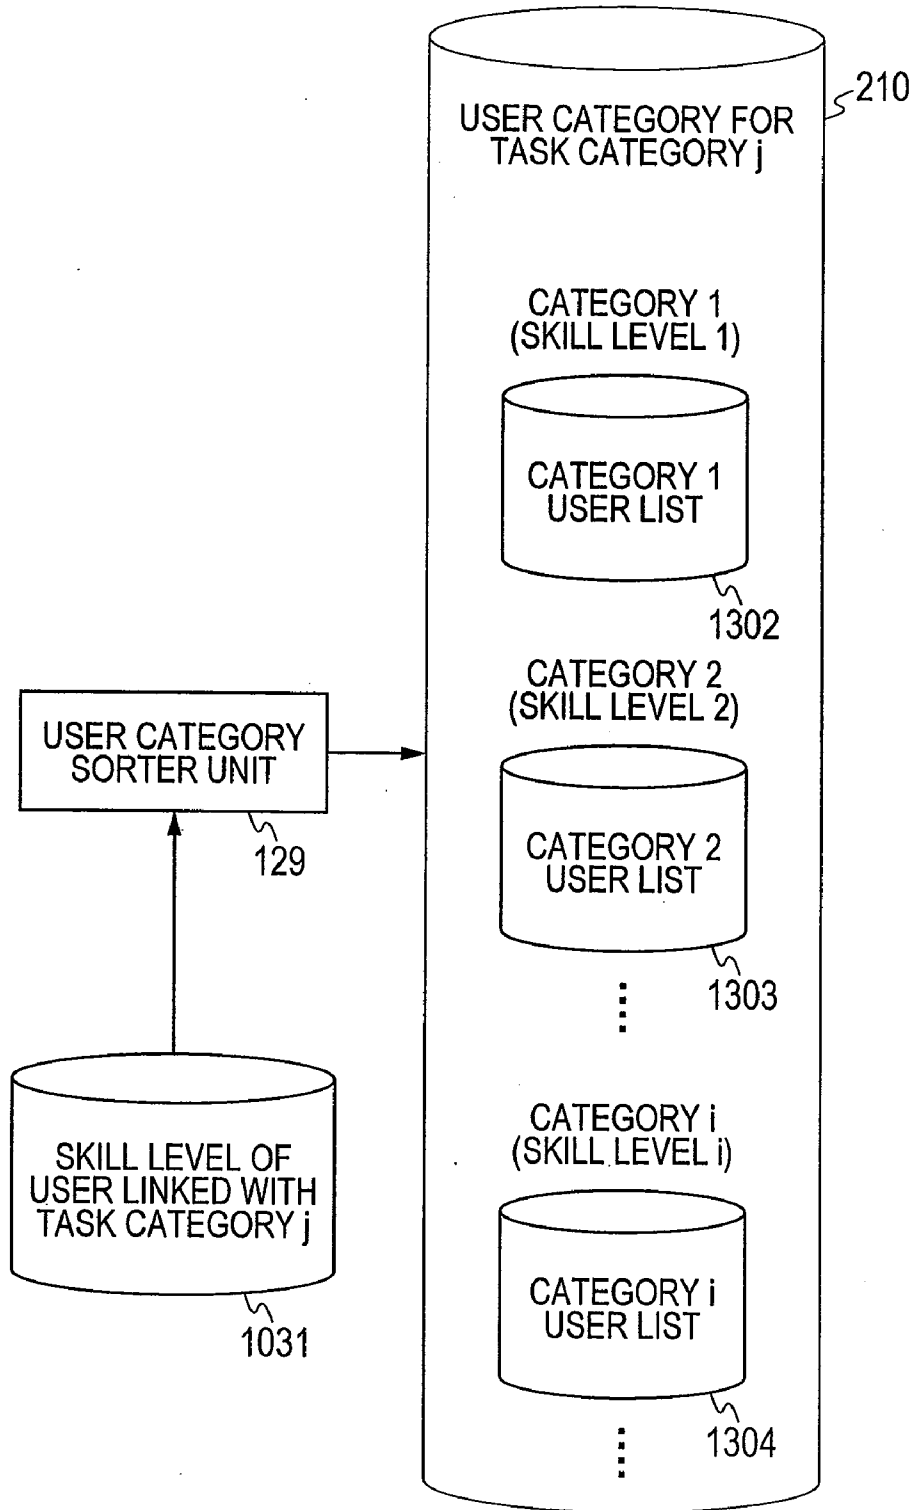 210
USER CATEGORY FOR
TASK CATEGORY j
CATEGORY 1
(SKILL LEVEL 1)
CATEGORY 1
USER LIST
1302
CATEGORY 2
(SKILL LEVEL 2)
CATEGORY 2
USER LIST
1303
USER CATEGORY
SORTER UNIT
129
SKILL LEVEL OF
USER LINKED WITH
TASK CATEGORY j
1031
CATEGORY i
(SKILL LEVEL i)
CATEGORY i
USER LIST
1304